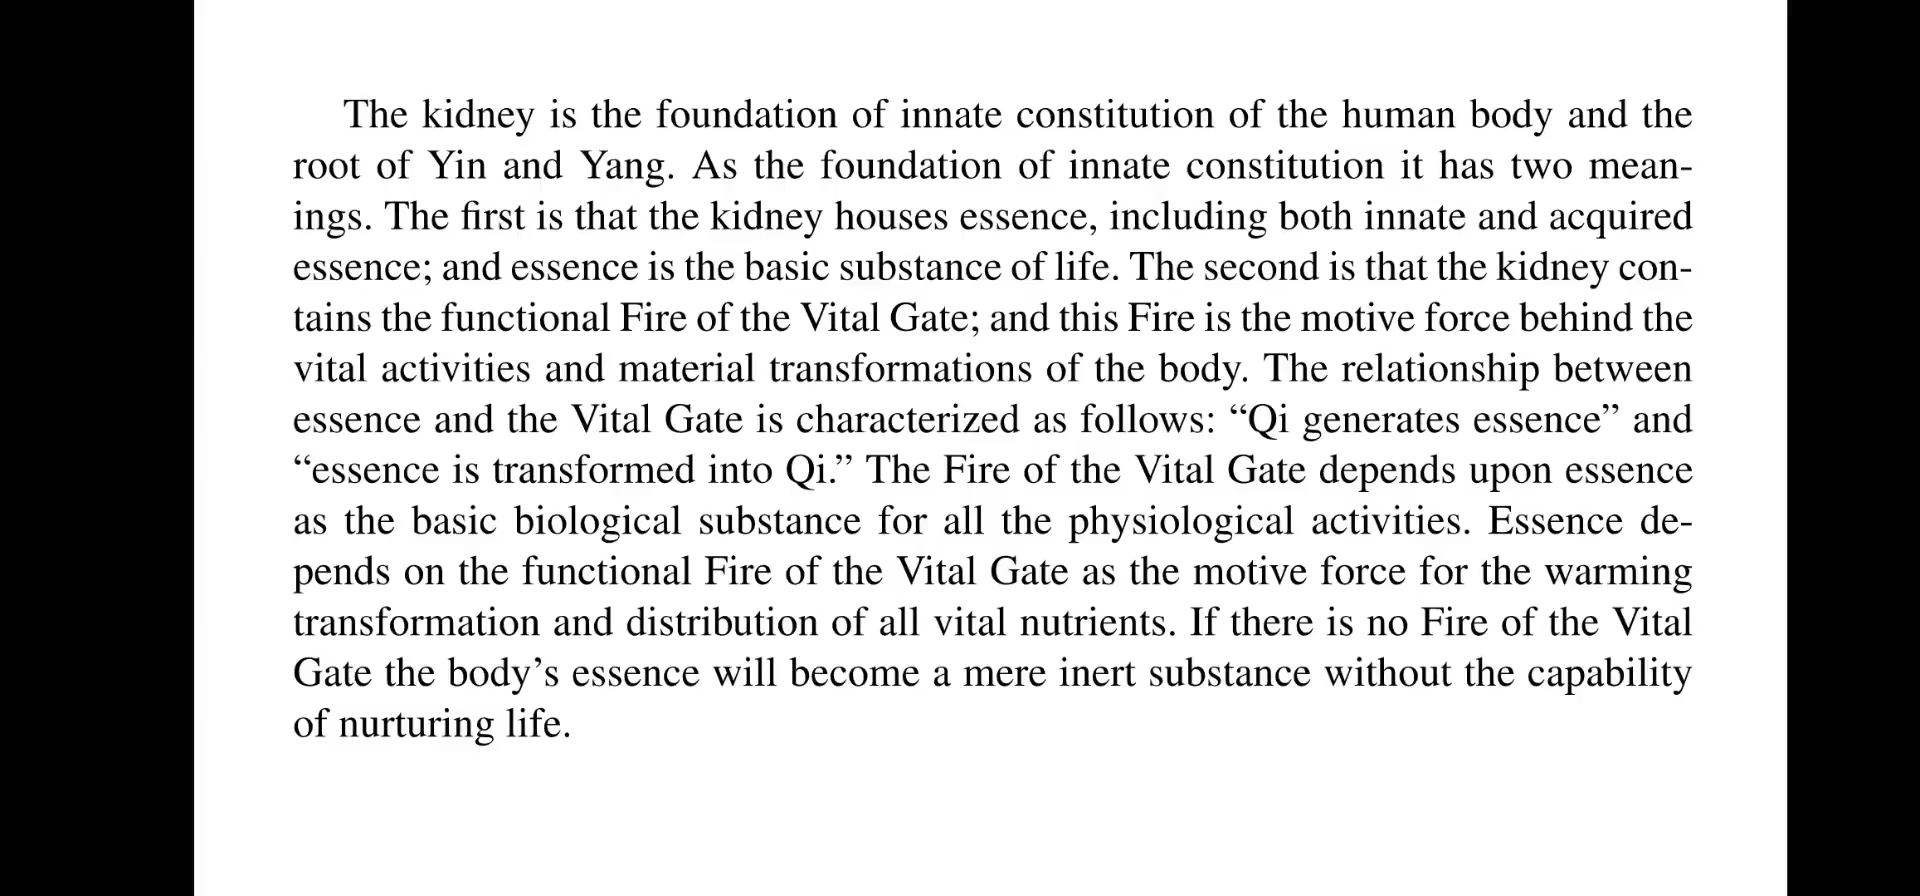 The kidney is the foundation of innate constitution of the human body and the
root of Yin and Yang. As the foundation of innate constitution it has two mean-
ings. The first is that the kidney houses essence, including both innate and acquired
essence; and essence is the basic substance of life. The second is that the kidney con-
tains the functional Fire of the Vital Gate; and this Fire is the motive force behind the
vital activities and material transformations of the body. The relationship between
essence and the Vital Gate is characterized as follows: “Qi generates essence” and
“essence is transformed into Qi.” The Fire of the Vital Gate depends upon essence
as the basic biological substance for all the physiological activities. Essence de-
pends on the functional Fire of the Vital Gate as the motive force for the warming
transformation and distribution of all vital nutrients. If there is no Fire of the Vital
Gate the body’s essence will become a mere inert substance without the capability
of nurturing life.